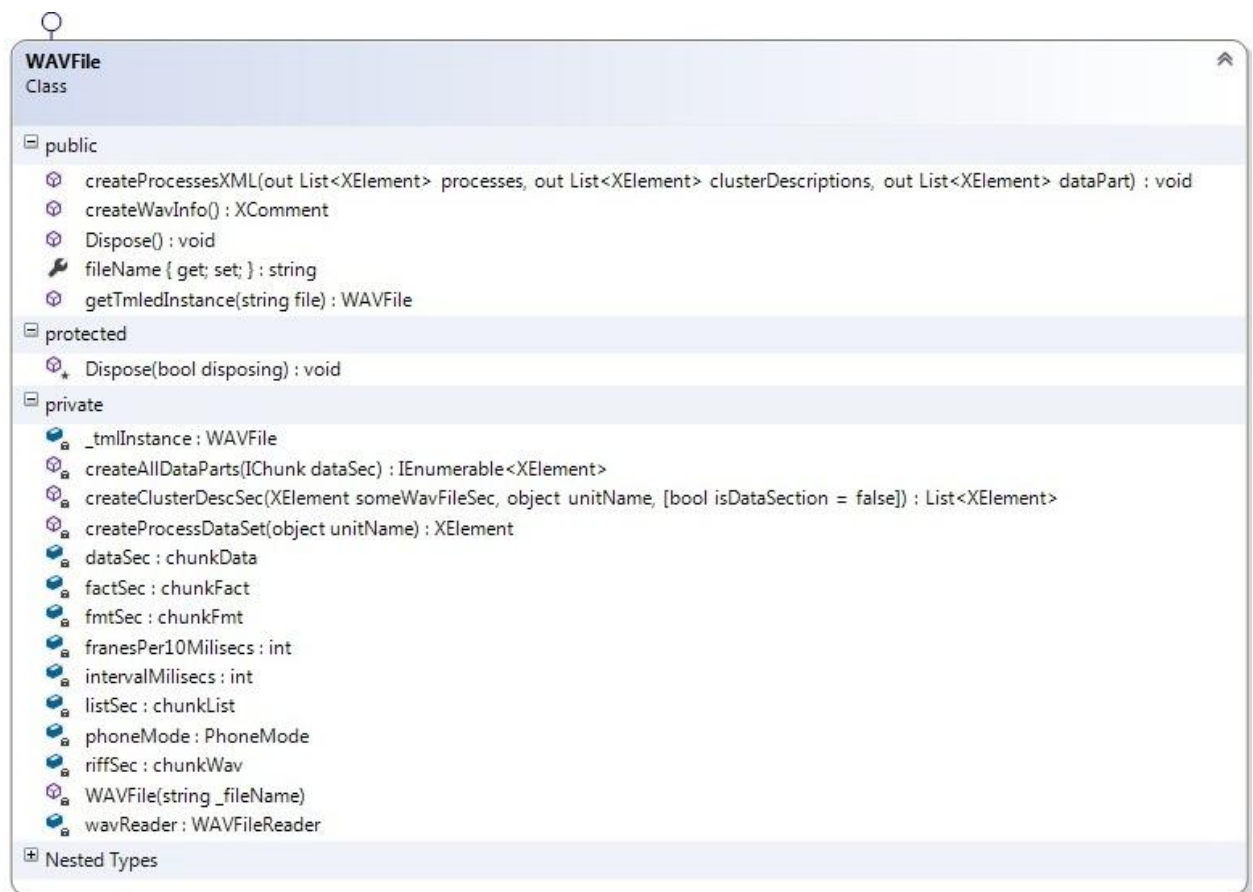 WAVFile
Class
public
createProcessesXML(out List<XElement> processes, out List<XElement> clusterDescriptions, out List<XElement> dataPart) : void
createWavInfo() : XComment
Dispose() : void
fileName { get; set; } : string
getTmledInstance(string file) : WAVFile
protected
Dispose(bool disposing) : void
private
_tmlInstance : WAVFile
createAllDataParts(IChunk dataSec) : IEnumerable<XElement>
createClusterDescSec(XElement someWavFileSec, object unitName, [bool isDataSection = false]) : List<XElement>
createProcessDataSet(object unitName) : XElement
dataSec : chunkData
factSec : chunkFact
fmtSec : chunkFmt
franesPer10Milisecs : int
intervalMilisecs : int
listSec : chunkList
phoneMode : PhoneMode
riffSec : chunkWav
WAVFile(string _fileName)
wavReader : WAVFileReader
Nested Types